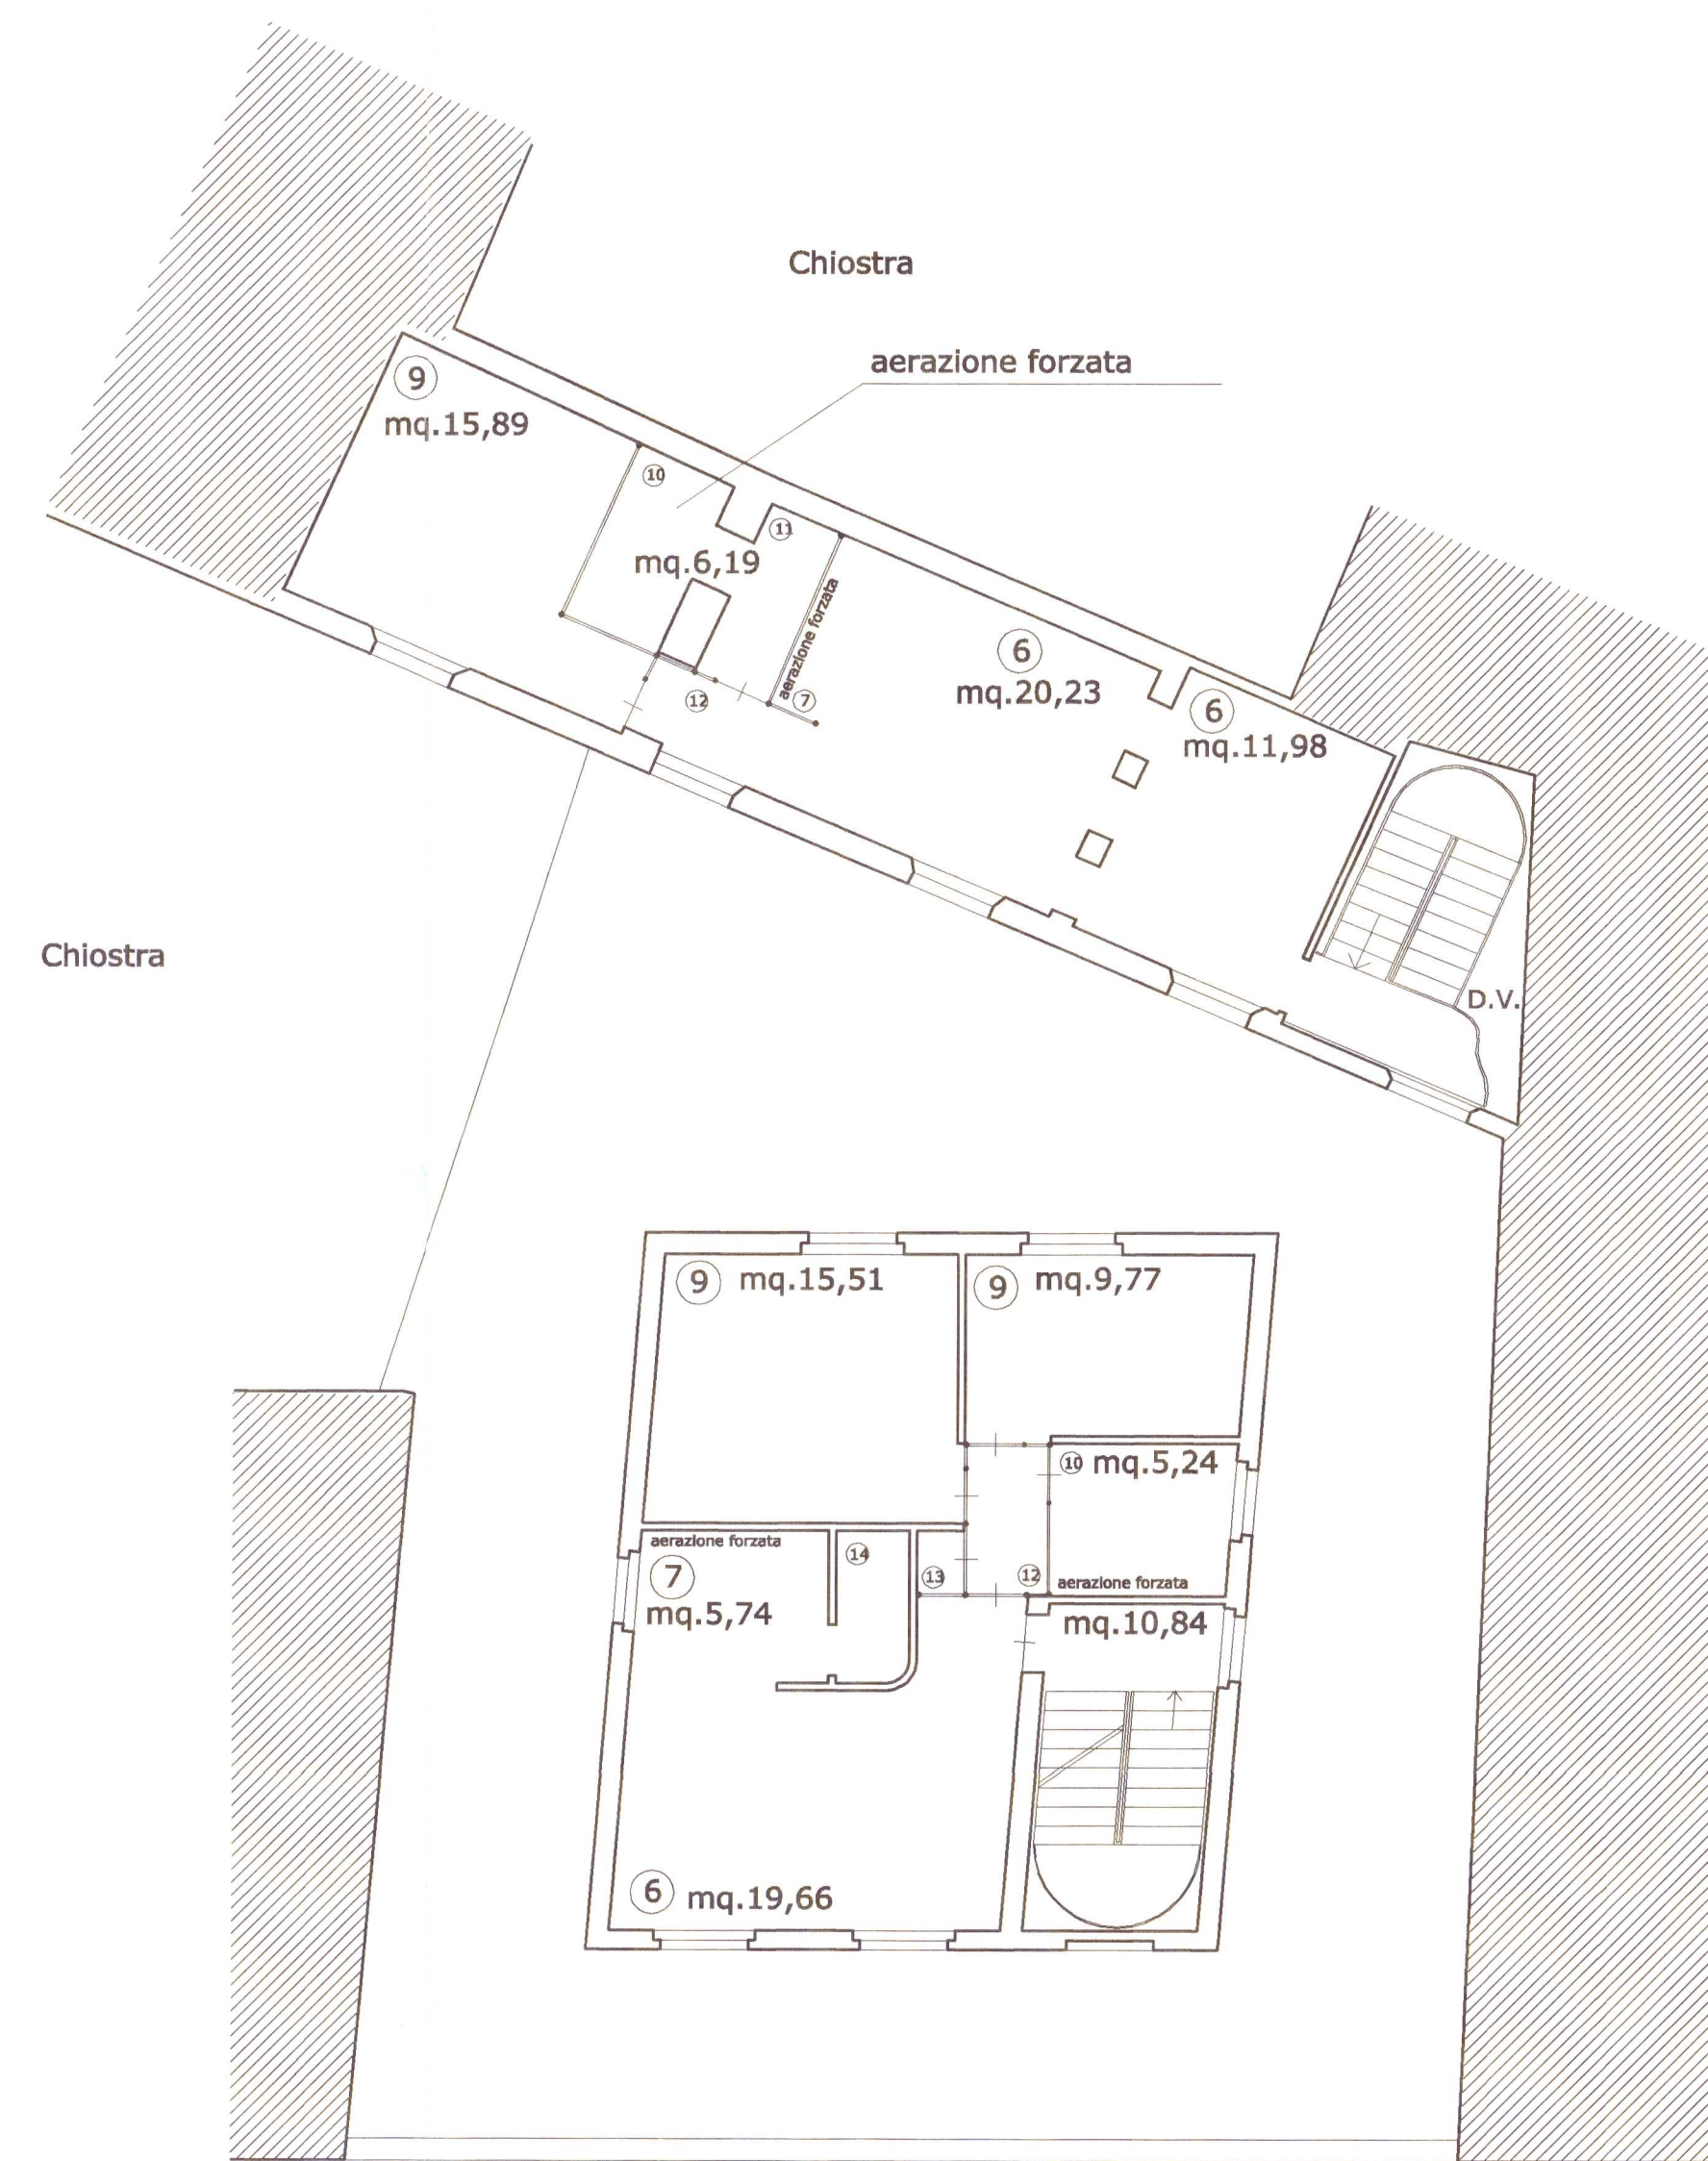 Chiostra
aerazione forzata
9
mq.15,89
10
11
mq.6,19
aerazione forzata
12
7
6
mq.20,23
6
mq.11,98
Chiostra
D.V.
9 mq.15,51
9 mq.9,77
10 mq.5,24
aerazione forzata
14
7
mq.5,74
13
12
aerazione forzata
mq.10,84
6 mq.19,66